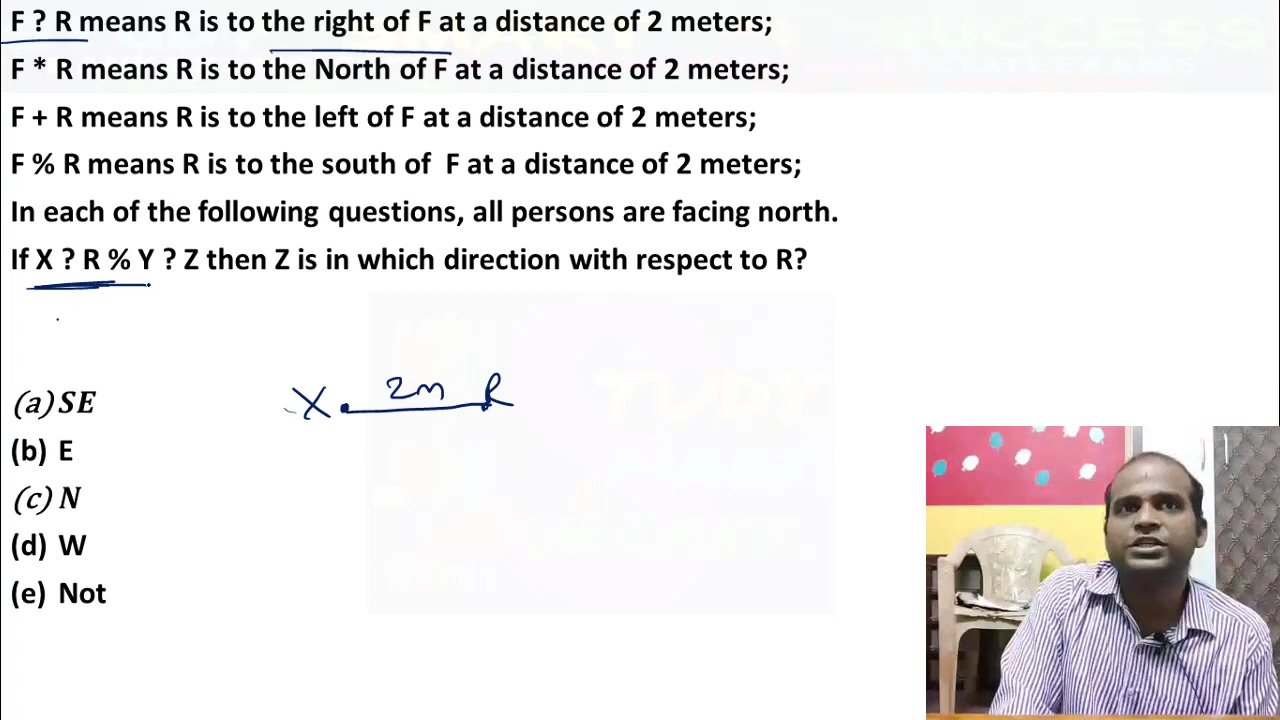 F ? R means R is to the right of F at a distance of 2 meters;
F * R means R is to the North of F at a distance of 2 meters;
F + R means R is to the left of F at a distance of 2 meters;
F % R means R is to the south of F at a distance of 2 meters;
In each of the following questions, all persons are facing north.
If X ? R % Y ? Z then Z is in which direction with respect to R?
X 2m R
(a) SE
(b) E
(c) N
(d) W
(e) Not